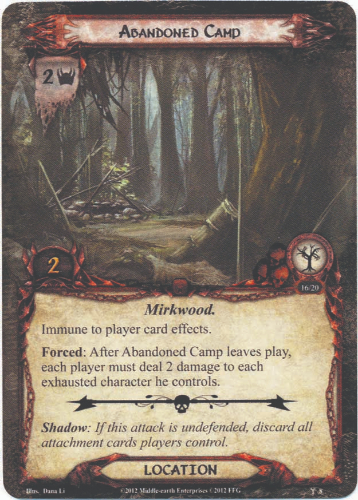 ABANDONED CAMP
2
2
16/20
Mirkwood.
Immune to player card effects.
Forced: After Abandoned Camp leaves play,
each player must deal 2 damage to each
exhausted character he controls.
Shadow: If this attack is undefended, discard all
attachment cards players control.
LOCATION
Illus. Dana Li ©2012 Middle-earth Enterprises ©2012 FFG